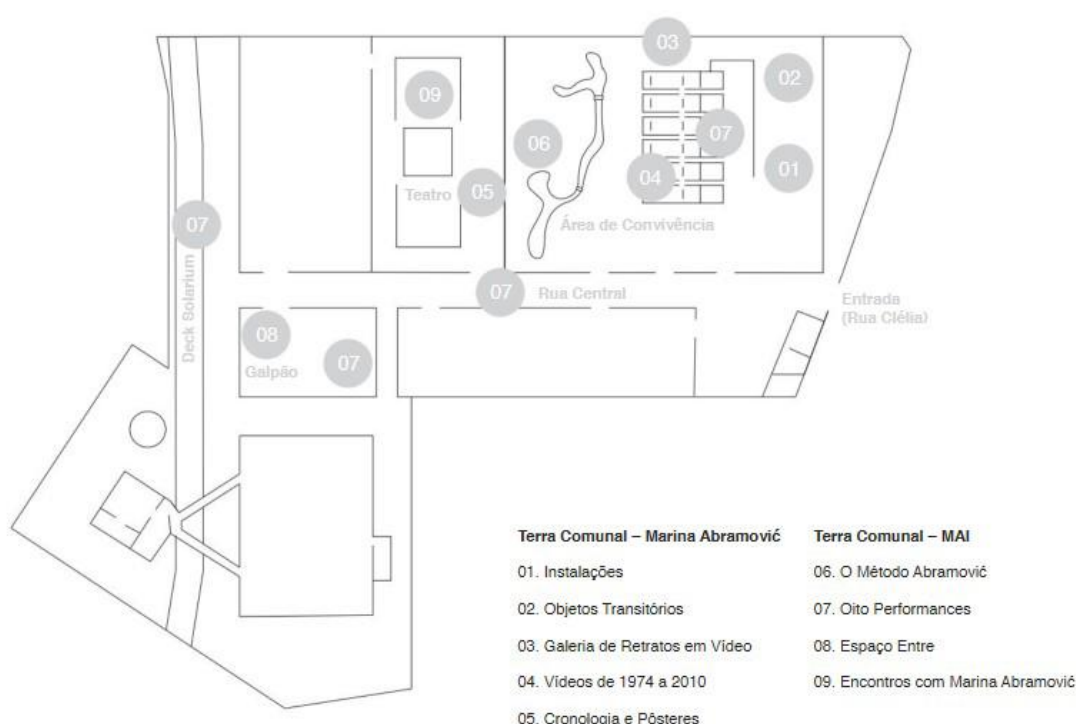 03
02
09
07
06
01
04
Teatro
05
Área de Convivência
07
Deck Solarium
07
Rua Central
Entrada
(Rua Clélia)
08
07
Galpão
Terra Comunal – Marina Abramović
01. Instalações
02. Objetos Transitórios
03. Galeria de Retratos em Vídeo
04. Vídeos de 1974 a 2010
05. Cronologia e Pôsteres
Terra Comunal – MAI
06. O Método Abramović
07. Oito Performances
08. Espaço Entre
09. Encontros com Marina Abramović